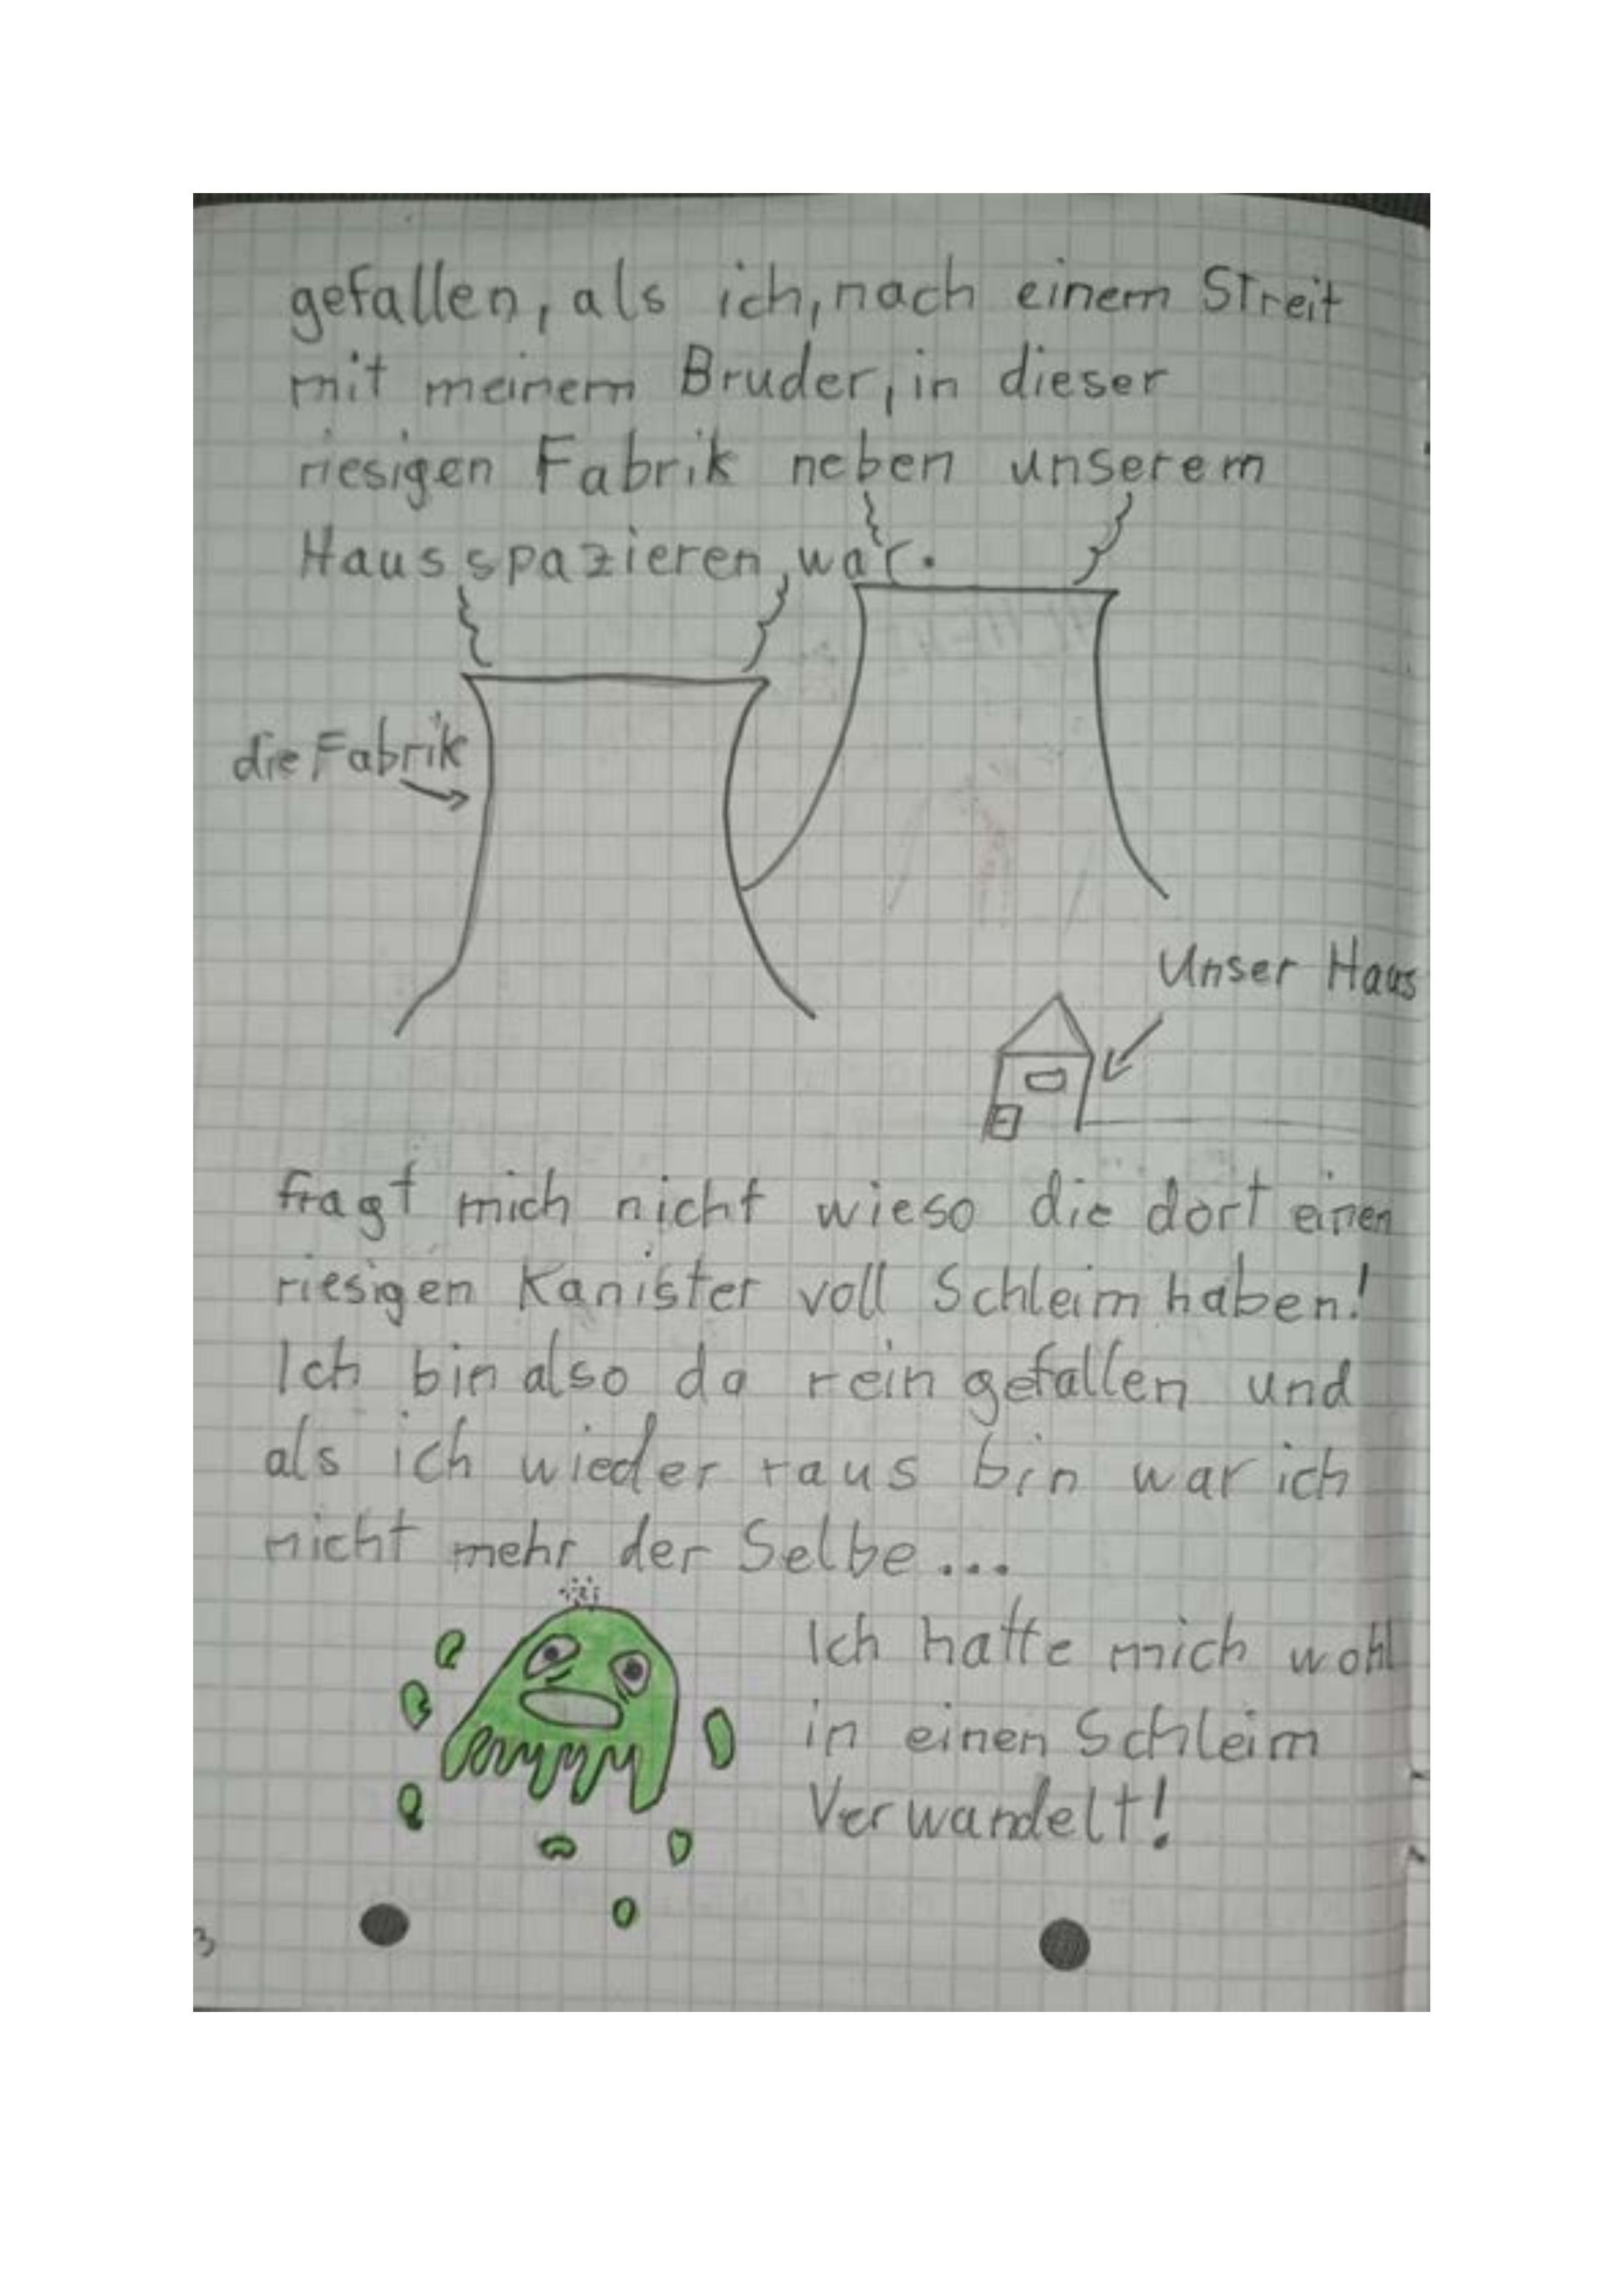 gefallen, als ich, nach einem Streit
mit meinem Bruder, in dieser
riesigen Fabrik neben unserem
Haus spazieren, war.
die Fabrik
Unser Haus
fragt mich nicht wieso die dort einen
riesigen Kanister voll Schleim haben!
Ich bin also da rein gefallen und
als ich wieder raus bin war ich
nicht mehr der Selbe...
Ich hatte mich wohl
in einen Schleim
Verwandelt!
3